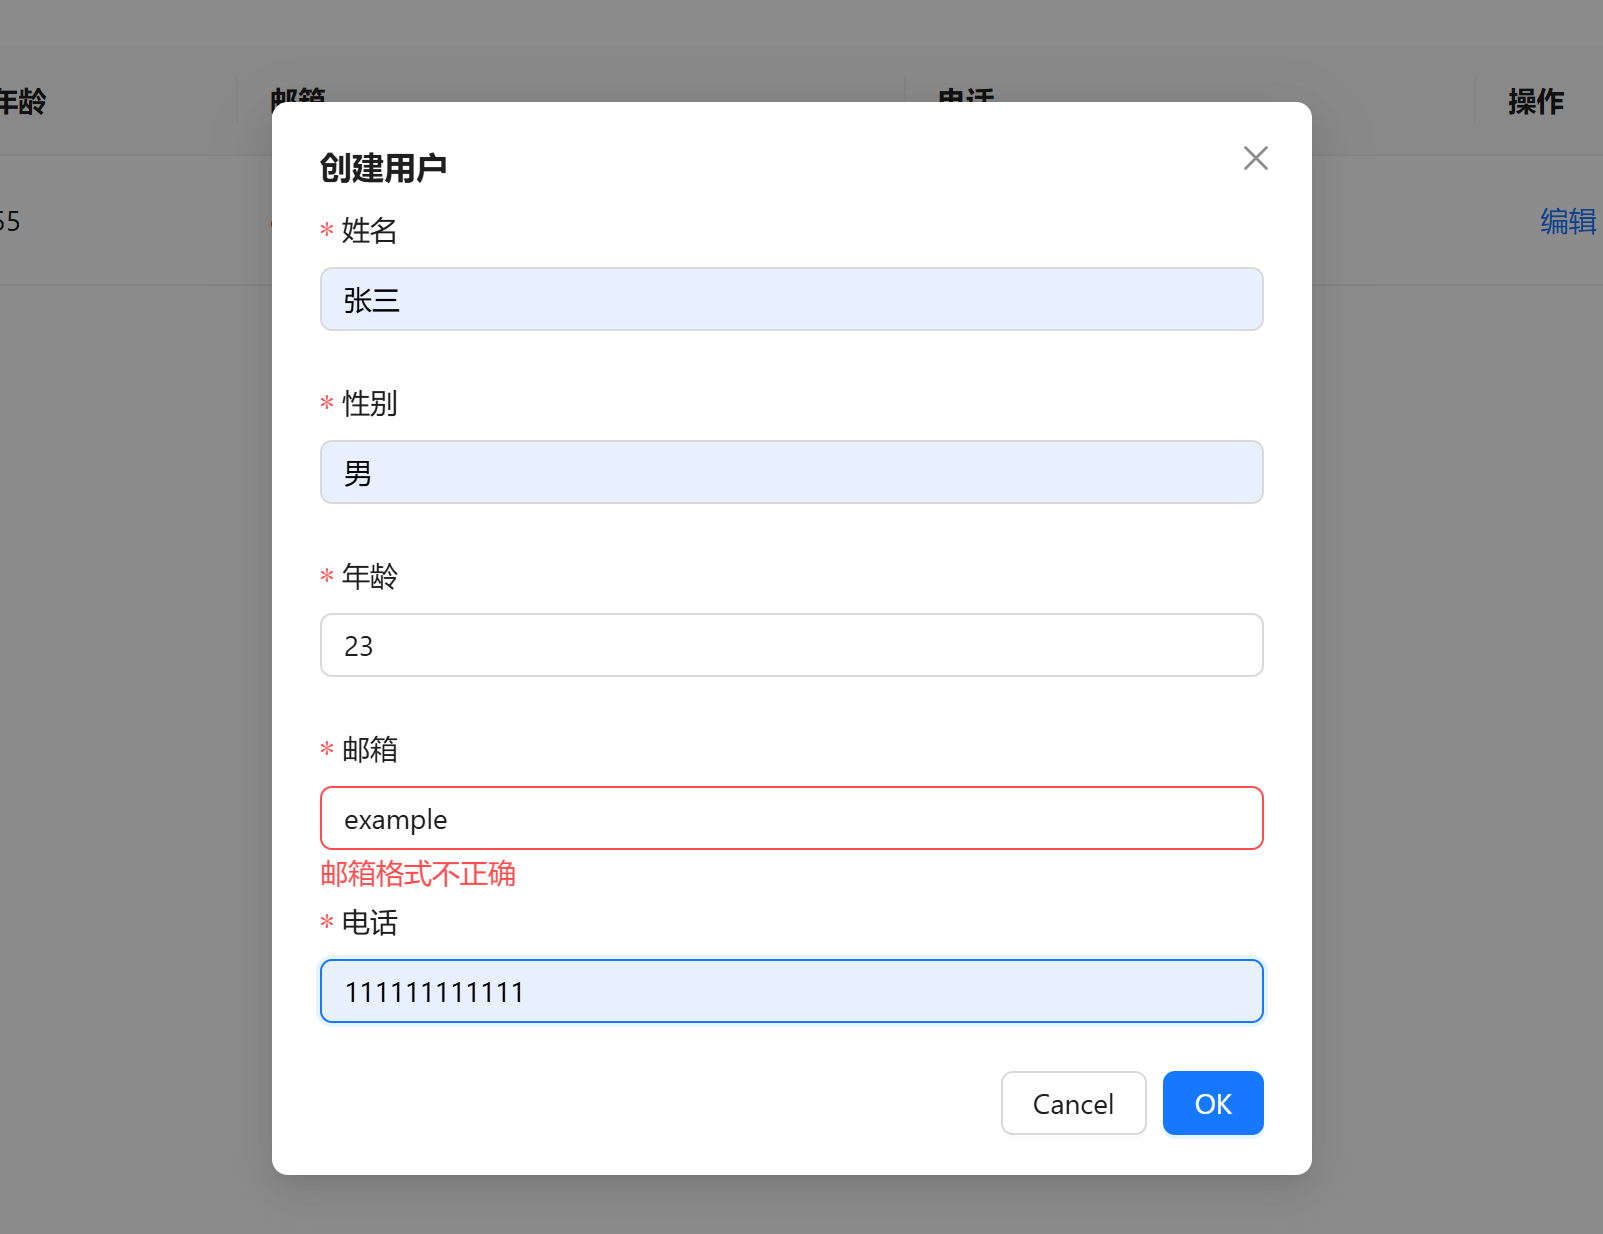 年龄 邮箱 电话 操作
55 编辑
创建用户
* 姓名
张三
* 性别
男
* 年龄
23
* 邮箱
example
邮箱格式不正确
* 电话
111111111111
Cancel OK